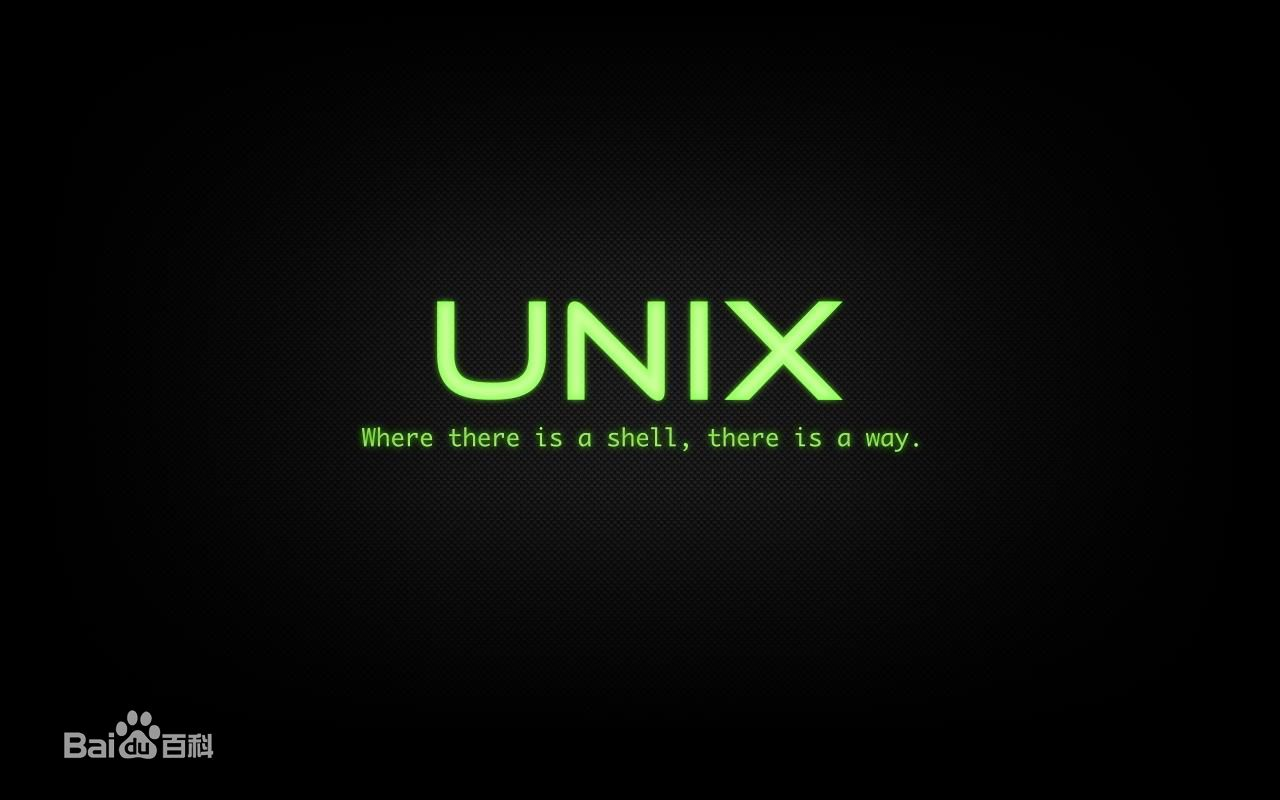 UNIX
Where there is a shell, there is a way.
Baidu百科